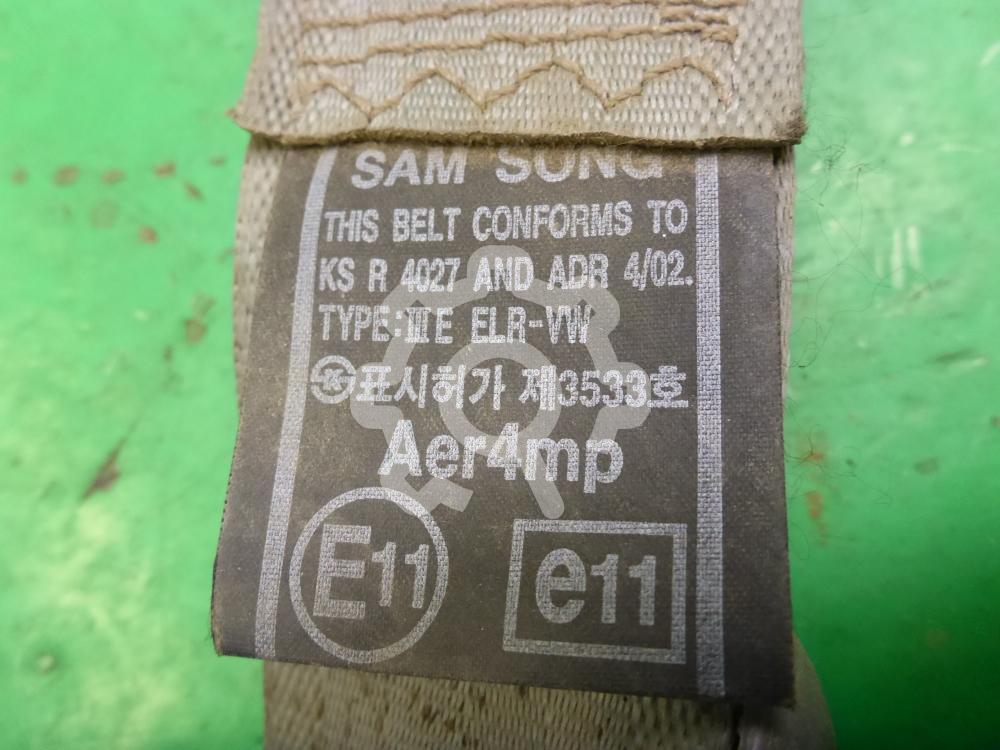 SAM SUNG
THIS BELT CONFORMS TO
KS R 4027 AND ADR 4/02.
TYPE:ⅢE ELR-VW
㉿표시허가 제3533호
Aer4mp
E11 e11